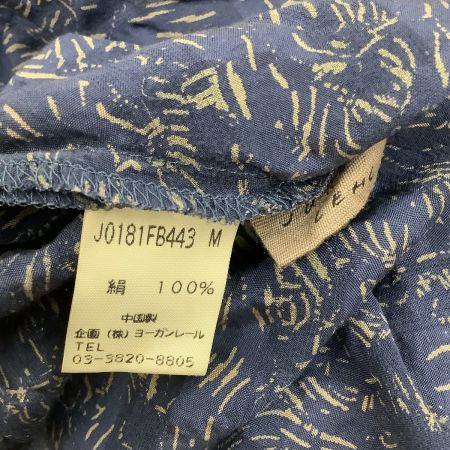 J0181FB443 M
絹 100%
中国製
企画(株)ヨーガンレール
TEL
03-3820-8805